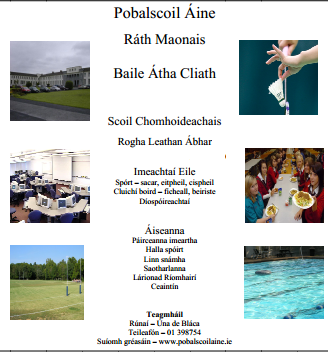 Pobalscoil Áine
Ráth Maonais
Baile Átha Cliath
Scoil Chomhoideachais
Rogha Leathan Ábhar
Imeachtaí Eile
Spórt – sacar, eitpheil, cispheil
Cluichí boird – ficheall, beiriste
Díospóireachtaí
Áiseanna
Páirceanna imeartha
Halla spóirt
Linn snámha
Saotharlanna
Lárionad Ríomhairí
Ceaintín
Teagmháil
Rúnaí – Úna de Bláca
Teileafón – 01 398754
Suíomh gréasáin – www.pobalscoilaine.ie